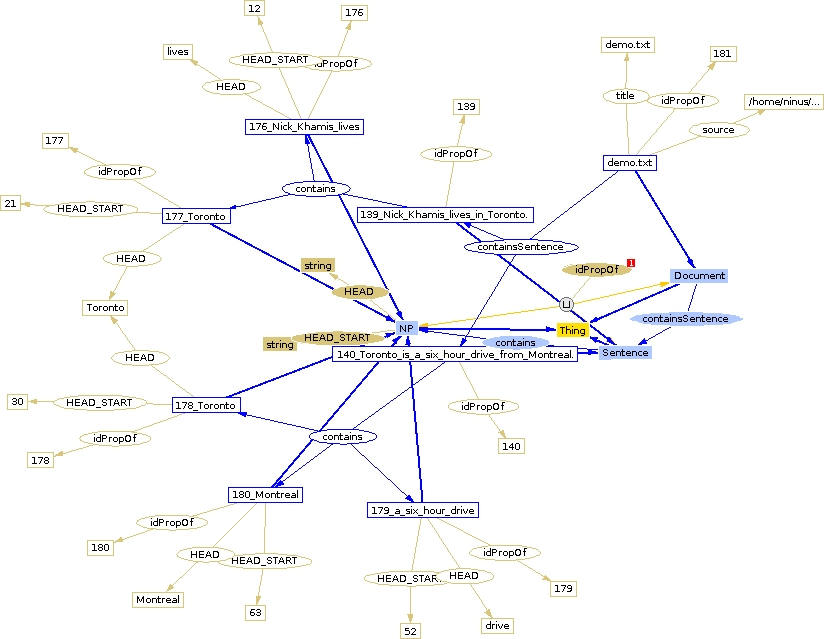 12
176
lives
HEAD_START
idPropOf
HEAD
demo.txt
181
title
idPropOf
/home/ninus/...
source
139
176_Nick_Khamis_lives
177
idPropOf
idPropOf
demo.txt
contains
21
HEAD_START
177_Toronto
139_Nick_Khamis_lives_in_Toronto.
containsSentence
HEAD
string
idPropOf
1
Document
HEAD
Toronto
⊔
containsSentence
NP
Thing
HEAD_START
string
contains
HEAD
140_Toronto_is_a_six_hour_drive_from_Montreal.
Sentence
30
HEAD_START
178_Toronto
idPropOf
idPropOf
contains
178
140
180_Montreal
179_a_six_hour_drive
idPropOf
180
HEAD
HEAD_START
idPropOf
HEAD_START
HEAD
179
Montreal
63
52
drive